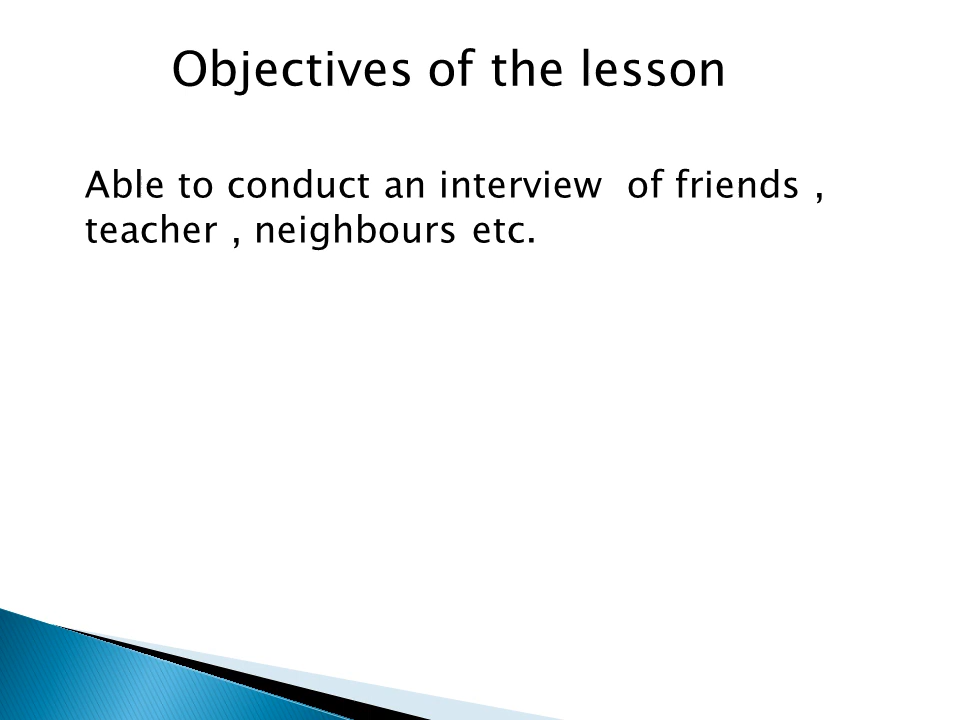 Objectives of the lesson
Able to conduct an interview  of friends ,
teacher , neighbours etc.